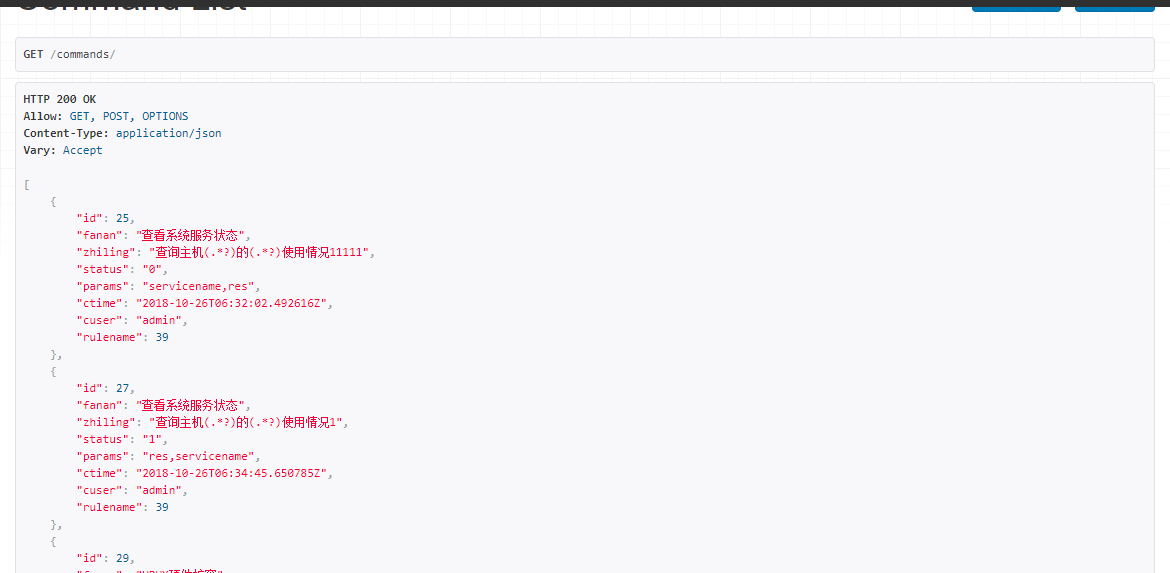 Command List
GET /commands/
HTTP 200 OK
Allow: GET, POST, OPTIONS
Content-Type: application/json
Vary: Accept
[
{
"id": 25,
"fanan": "查看系统服务状态",
"zhiling": "查询主机(.*?)的(.*?)使用情况11111",
"status": "0",
"params": "servicename,res",
"ctime": "2018-10-26T06:32:02.492616Z",
"cuser": "admin",
"rulename": 39
},
{
"id": 27,
"fanan": "查看系统服务状态",
"zhiling": "查询主机(.*?)的(.*?)使用情况1",
"status": "1",
"params": "res,servicename",
"ctime": "2018-10-26T06:34:45.650785Z",
"cuser": "admin",
"rulename": 39
},
{
"id": 29,